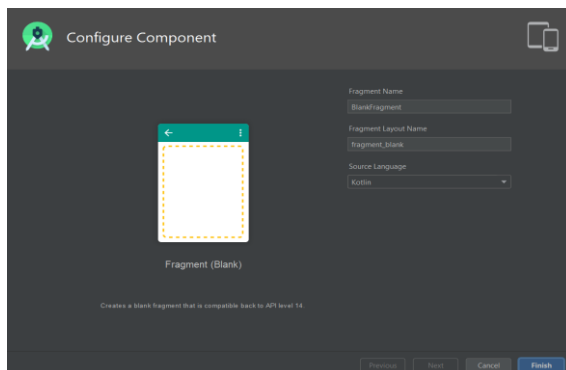 Configure Component
Fragment Name
BlankFragment
Fragment Layout Name
fragment_blank
Source Language
Kotlin
Fragment (Blank)
Creates a blank fragment that is compatible back to API level 14.
Previous Next Cancel Finish